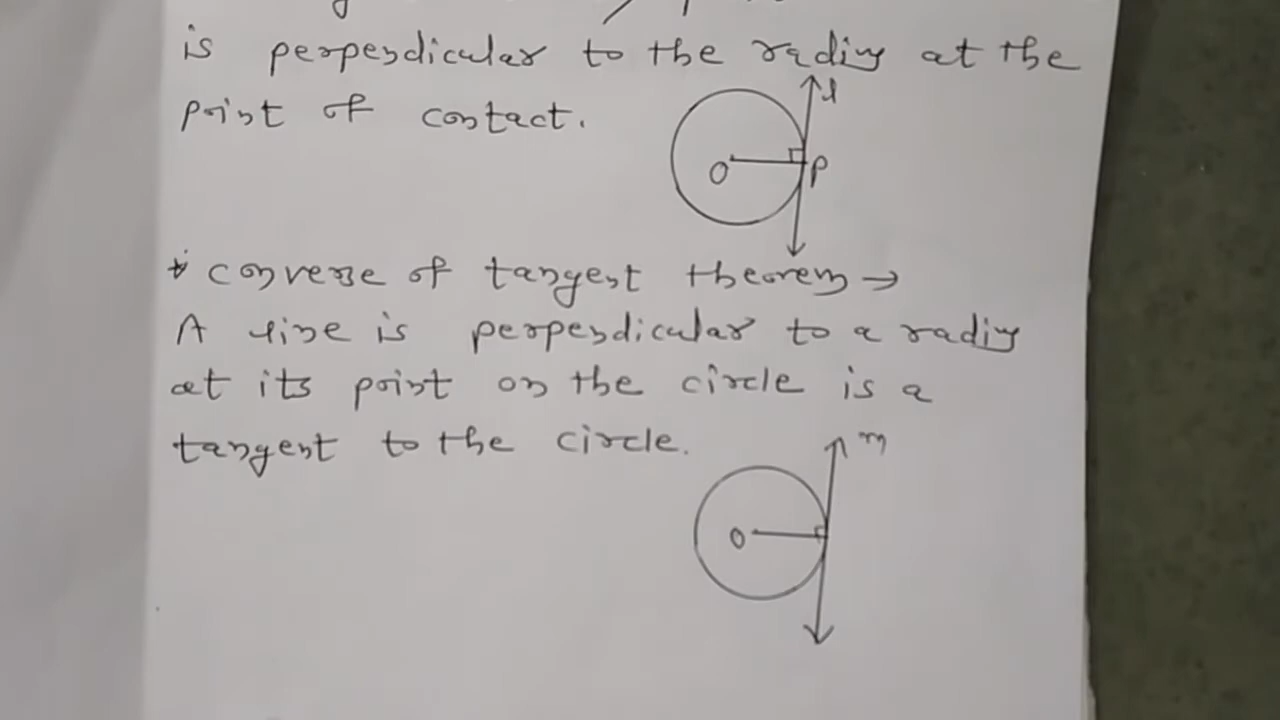 is perpendicular to the radius at the
point of contact.
l
O
P
* converse of tangent theorem →
A line is perpendicular to a radius
at its point on the circle is a
tangent to the circle.
m
O